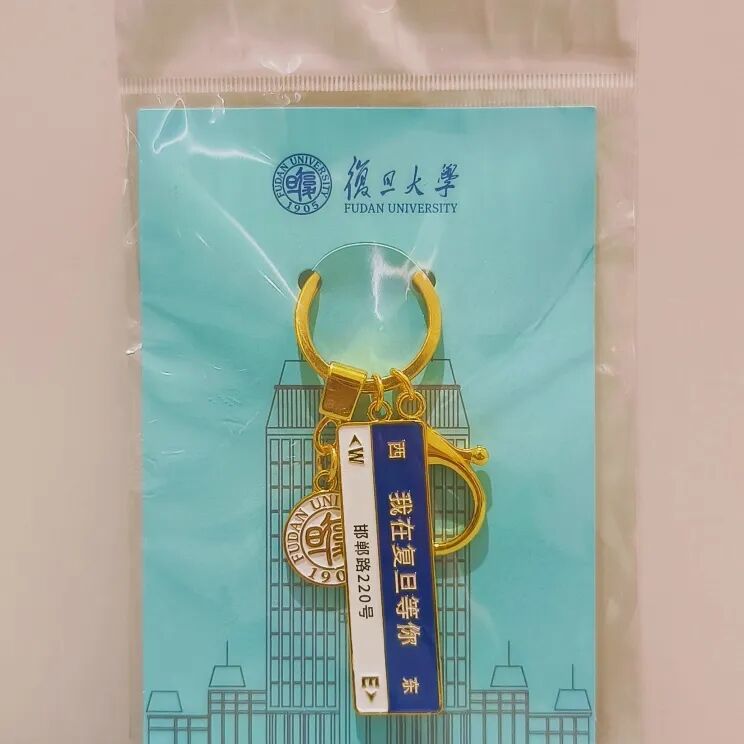 FUDAN UNIVERSITY
1905
復旦大學
FUDAN UNIVERSITY
西 我在复旦等你 东
<W 邯郸路220号 E>
FUDAN UNI
190